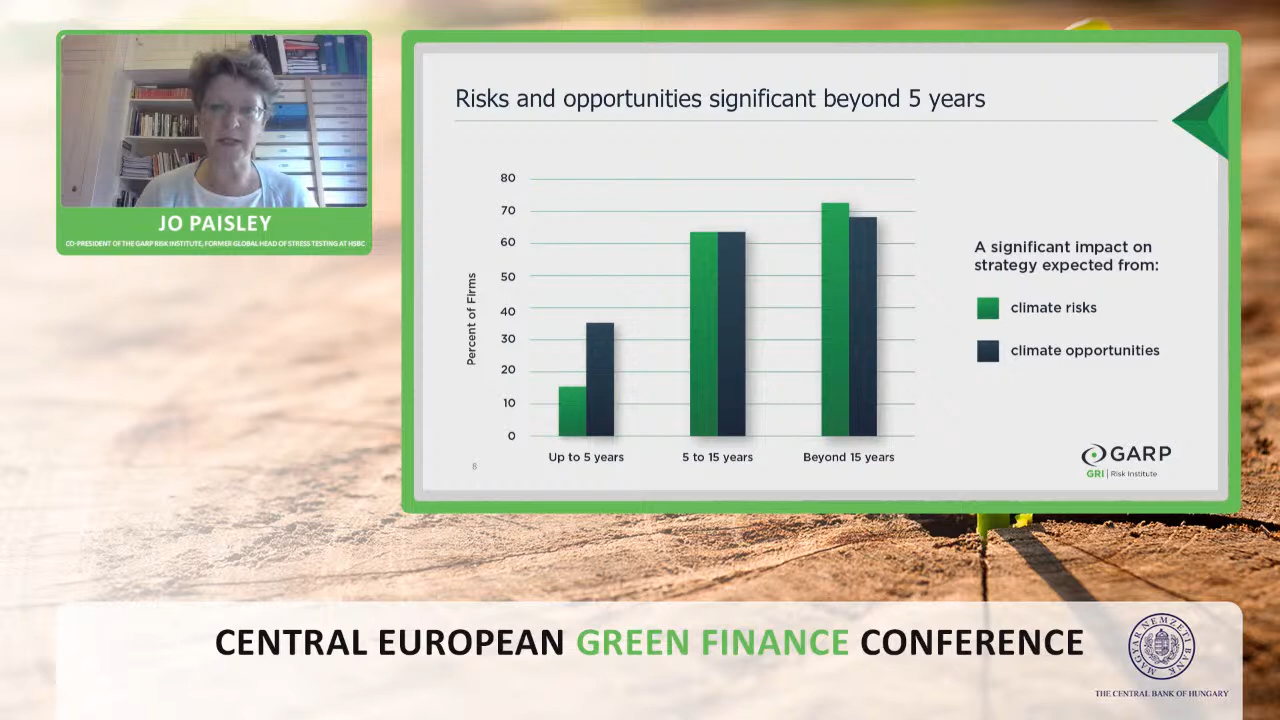 JO PAISLEY
CO-PRESIDENT OF THE GARP RISK INSTITUTE, FORMER GLOBAL HEAD OF STRESS TESTING AT HSBC
Risks and opportunities significant beyond 5 years
80
70
60
50
40
30
20
10
0
Percent of Firms
Up to 5 years
5 to 15 years
Beyond 15 years
A significant impact on
strategy expected from:
climate risks
climate opportunities
8
GARP
GRI | Risk Institute
CENTRAL EUROPEAN GREEN FINANCE CONFERENCE
MAGYAR NEMZETI BANK
THE CENTRAL BANK OF HUNGARY